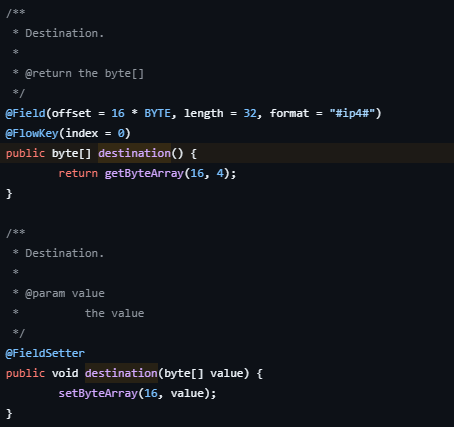 /**
 * Destination.
 *
 * @return the byte[]
 */
@Field(offset = 16 * BYTE, length = 32, format = "#ip4#")
@FlowKey(index = 0)
public byte[] destination() {
        return getByteArray(16, 4);
}

/**
 * Destination.
 *
 * @param value
 *          the value
 */
@FieldSetter
public void destination(byte[] value) {
        setByteArray(16, value);
}